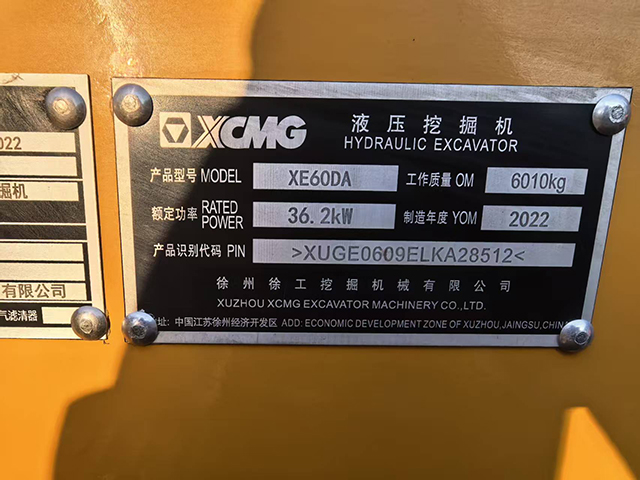 022
掘机
有限公司
气滤清器
XCMG
液压挖掘机
HYDRAULIC EXCAVATOR
产品型号 MODEL XE60DA 工作质量 OM 6010kg
额定功率 RATED POWER 36.2kW 制造年度 YOM 2022
产品识别代码 PIN >XUGE0609ELKA28512<
徐州徐工挖掘机械有限公司
XUZHOU XCMG EXCAVATOR MACHINERY CO.,LTD.
址: 中国江苏徐州经济开发区 ADD: ECONOMIC DEVELOPMENT ZONE OF XUZHOU,JAINGSU,CHIN